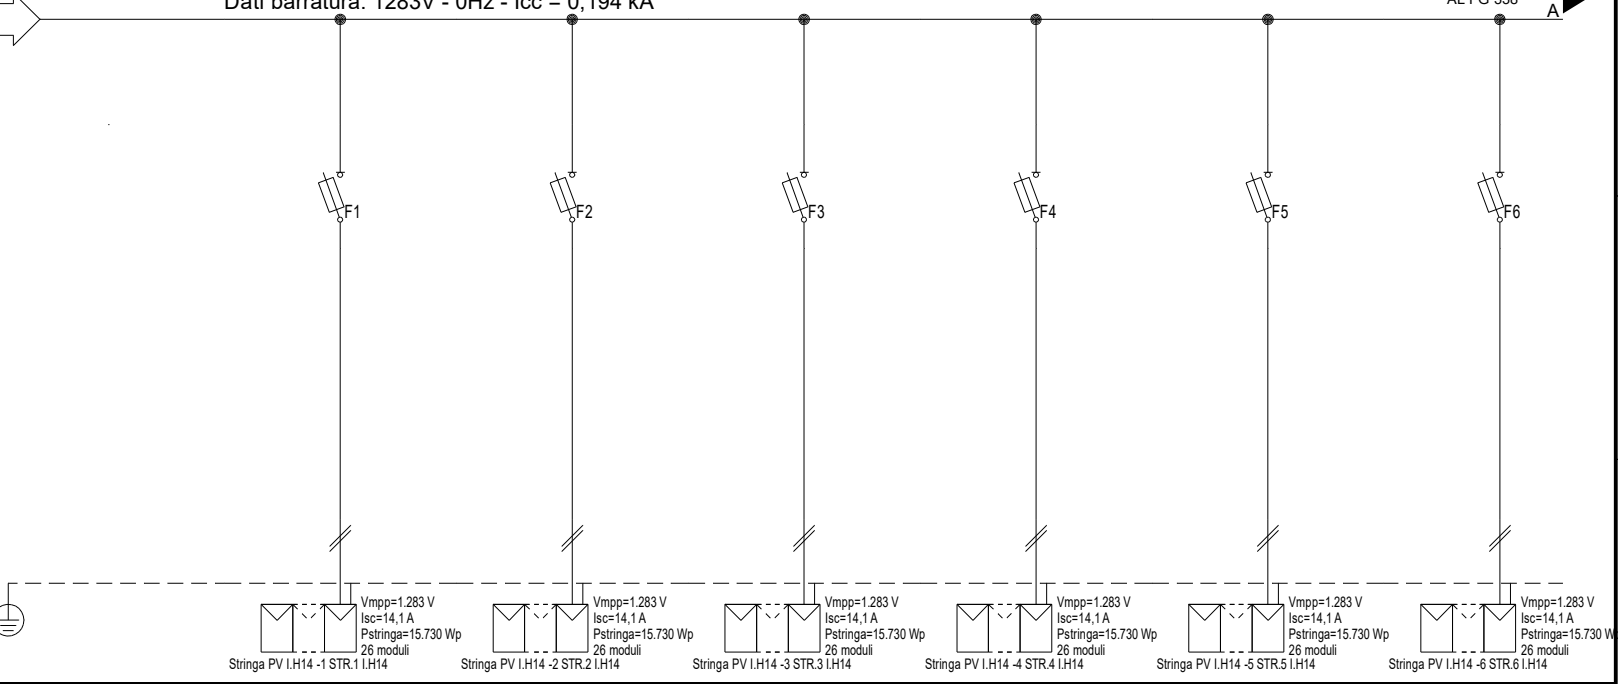 Dati barratura: 1283V - 0Hz - Icc = 0,194 kA
AL FG 358
A
F1
F2
F3
F4
F5
F6
Vmpp=1.283 V
Isc=14,1 A
Pstringa=15.730 Wp
26 moduli
Stringa PV I.H14 -1 STR.1 I.H14
Vmpp=1.283 V
Isc=14,1 A
Pstringa=15.730 Wp
26 moduli
Stringa PV I.H14 -2 STR.2 I.H14
Vmpp=1.283 V
Isc=14,1 A
Pstringa=15.730 Wp
26 moduli
Stringa PV I.H14 -3 STR.3 I.H14
Vmpp=1.283 V
Isc=14,1 A
Pstringa=15.730 Wp
26 moduli
Stringa PV I.H14 -4 STR.4 I.H14
Vmpp=1.283 V
Isc=14,1 A
Pstringa=15.730 Wp
26 moduli
Stringa PV I.H14 -5 STR.5 I.H14
Vmpp=1.283 V
Isc=14,1 A
Pstringa=15.730 W
26 moduli
Stringa PV I.H14 -6 STR.6 I.H14